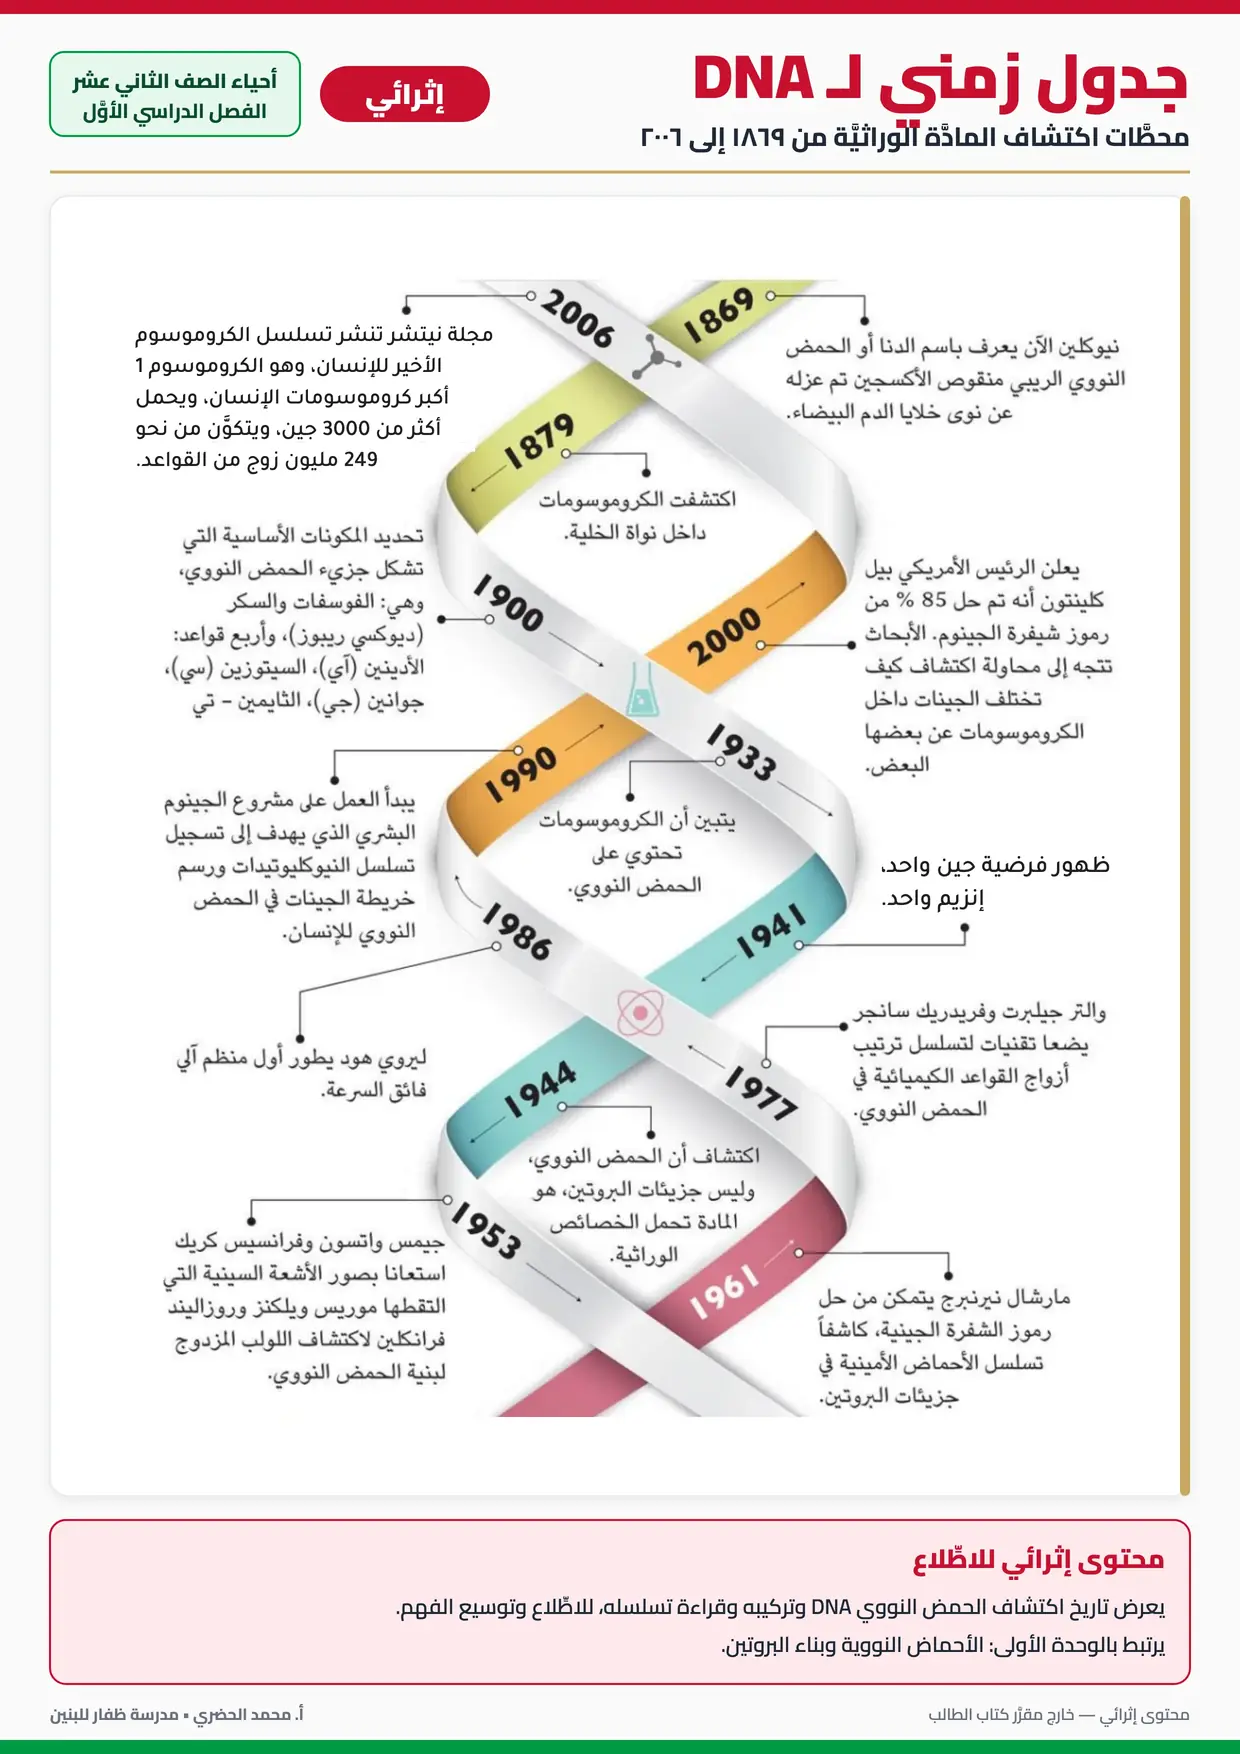 جدول زمني لـ DNA
محطَّات اكتشاف المادَّة الوراثيَّة من ١٨٦٩ إلى ٢٠٠٦
إثرائي
أحياء الصف الثاني عشر
الفصل الدراسي الأوَّل
1869
نيوكلين الآن يعرف باسم الدنا أو الحمض
النووي الريبي منقوص الأكسجين تم عزله
عن نوى خلايا الدم البيضاء.
2006
مجلة نيتشر تنشر تسلسل الكروموسوم
الأخير للإنسان، وهو الكروموسوم 1
أكبر كروموسومات الإنسان، ويحمل
أكثر من 3000 جين، ويتكوَّن من نحو
249 مليون زوج من القواعد.
1879
اكتشفت الكروموسومات
داخل نواة الخلية.
1900
تحديد المكونات الأساسية التي
تشكل جزيء الحمض النووي،
وهي: الفوسفات والسكر
(ديوكسي ريبوز)، وأربع قواعد:
الأدينين (آي)، السيتوزين (سي)،
جوانين (جي)، الثايمين – تي
2000
يعلن الرئيس الأمريكي بيل
كلينتون أنه تم حل 85 % من
رموز شيفرة الجينوم. الأبحاث
تتجه إلى محاولة اكتشاف كيف
تختلف الجينات داخل
الكروموسومات عن بعضها
البعض.
1933
يتبين أن الكروموسومات
تحتوي على
الحمض النووي.
1990
يبدأ العمل على مشروع الجينوم
البشري الذي يهدف إلى تسجيل
تسلسل النيوكليوتيدات ورسم
خريطة الجينات في الحمض
النووي للإنسان.
ظهور فرضية جين واحد،
إنزيم واحد.
1941
1986
ليروي هود يطور أول منظم آلي
فائق السرعة.
والتر جيلبرت وفريدريك سانجر
يضعا تقنيات لتسلسل ترتيب
أزواج القواعد الكيميائية في
الحمض النووي.
1977
1944
اكتشاف أن الحمض النووي،
وليس جزيئات البروتين، هو
المادة تحمل الخصائص
الوراثية.
1953
جيمس واتسون وفرانسيس كريك
استعانا بصور الأشعة السينية التي
التقطها موريس ويلكنز وروزاليند
فرانكلين لاكتشاف اللولب المزدوج
لبنية الحمض النووي.
1961
مارشال نيرنبرج يتمكن من حل
رموز الشفرة الجينية، كاشفاً
تسلسل الأحماض الأمينية في
جزيئات البروتين.
محتوى إثرائي للاطِّلاع
يعرض تاريخ اكتشاف الحمض النووي DNA وتركيبه وقراءة تسلسله، للاطِّلاع وتوسيع الفهم.
يرتبط بالوحدة الأولى: الأحماض النووية وبناء البروتين.
محتوى إثرائي — خارج مقرَّر كتاب الطالب
أ. محمد الحضري • مدرسة ظفار للبنين